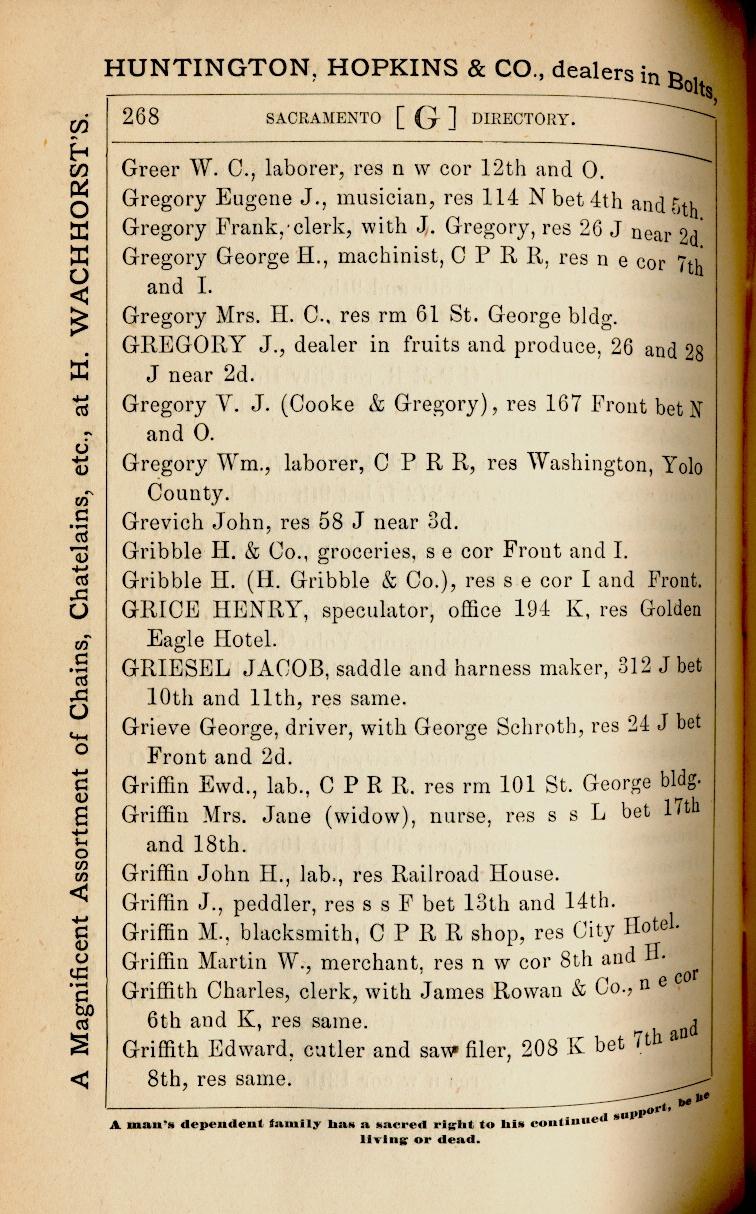 HUNTINGTON, HOPKINS & CO., dealers in Bolts,
268 SACRAMENTO [ G ] DIRECTORY.
Greer W. C., laborer, res n w cor 12th and O.
Gregory Eugene J., musician, res 114 N bet 4th and 5th.
Gregory Frank, clerk, with J. Gregory, res 26 J near 2d.
Gregory George H., machinist, C P R R, res n e cor 7th
and I.
Gregory Mrs. H. C., res rm 61 St. George bldg.
GREGORY J., dealer in fruits and produce, 26 and 28
J near 2d.
Gregory V. J. (Cooke & Gregory), res 167 Front bet N
and O.
Gregory Wm., laborer, C P R R, res Washington, Yolo
County.
Grevich John, res 58 J near 3d.
Gribble H. & Co., groceries, s e cor Front and I.
Gribble H. (H. Gribble & Co.), res s e cor I and Front.
GRICE HENRY, speculator, office 194 K, res Golden
Eagle Hotel.
GRIESEL JACOB, saddle and harness maker, 312 J bet
10th and 11th, res same.
Grieve George, driver, with George Schroth, res 24 J bet
Front and 2d.
Griffin Ewd., lab., C P R R. res rm 101 St. George bldg.
Griffin Mrs. Jane (widow), nurse, res s s L bet 17th
and 18th.
Griffin John H., lab., res Railroad House.
Griffin J., peddler, res s s F bet 13th and 14th.
Griffin M., blacksmith, C P R R shop, res City Hotel.
Griffin Martin W., merchant, res n w cor 8th and H.
Griffith Charles, clerk, with James Rowan & Co., n e cor
6th and K, res same.
Griffith Edward, cutler and saw filer, 208 K bet 7th and
8th, res same.
A man's dependent family has a sacred right to his continued support, be he
living or dead.
A Magnificent Assortment of Chains, Chatelains, etc., at H. WACHHORST'S.